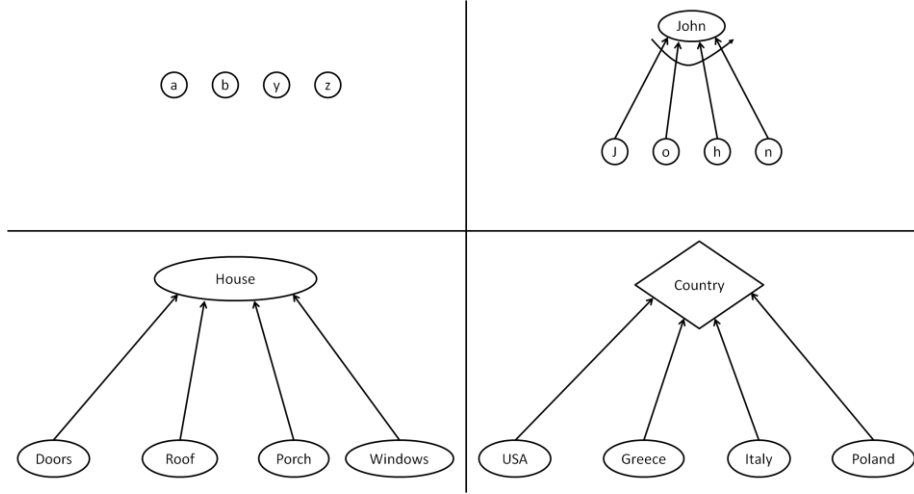 a b y z
John
J o h n
House
Doors Roof Porch Windows
Country
USA Greece Italy Poland